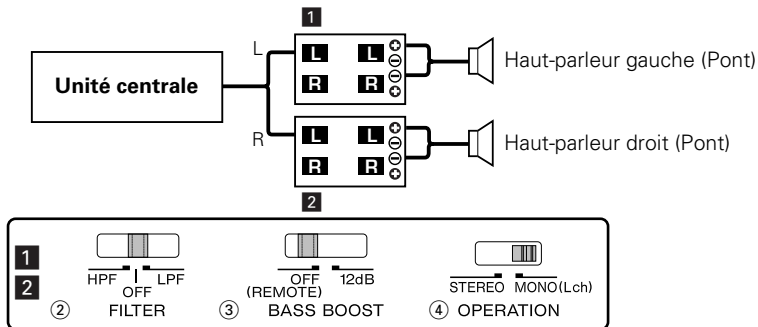 1
L
Unité centrale
L L
R R
Haut-parleur gauche (Pont)
R
L L
R R
Haut-parleur droit (Pont)
2
1
2
HPF OFF LPF
② FILTER
OFF (REMOTE) 12dB
③ BASS BOOST
STEREO MONO(Lch)
④ OPERATION